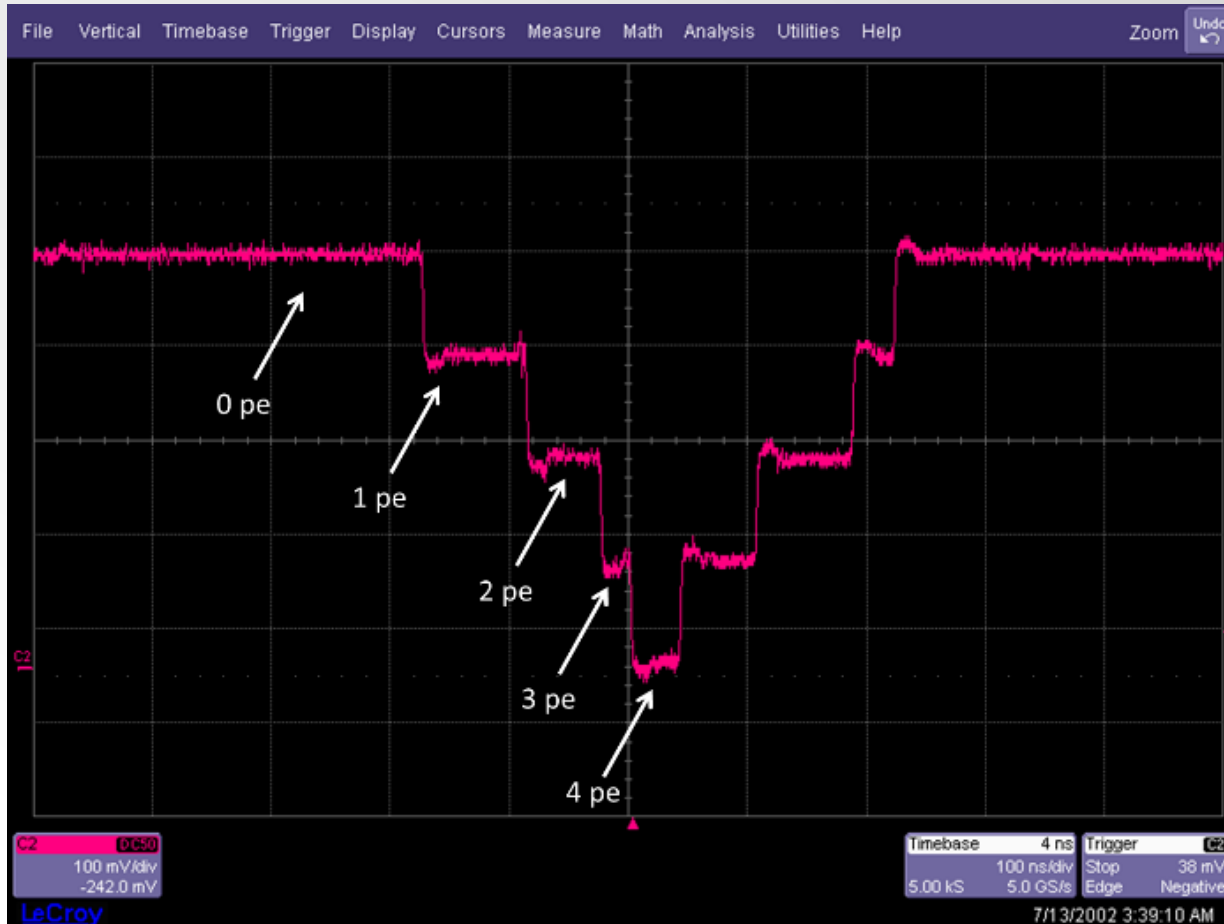 File Vertical Timebase Trigger Display Cursors Measure Math Analysis Utilities Help Zoom Undo
0 pe
1 pe
2 pe
3 pe
4 pe
C2
C2 DC50
100 mV/div
-242.0 mV
Timebase 4 ns
100 ns/div
5.00 kS 5.0 GS/s
Trigger C2
Stop 38 mV
Edge Negative
LeCroy
7/13/2002 3:39:10 AM